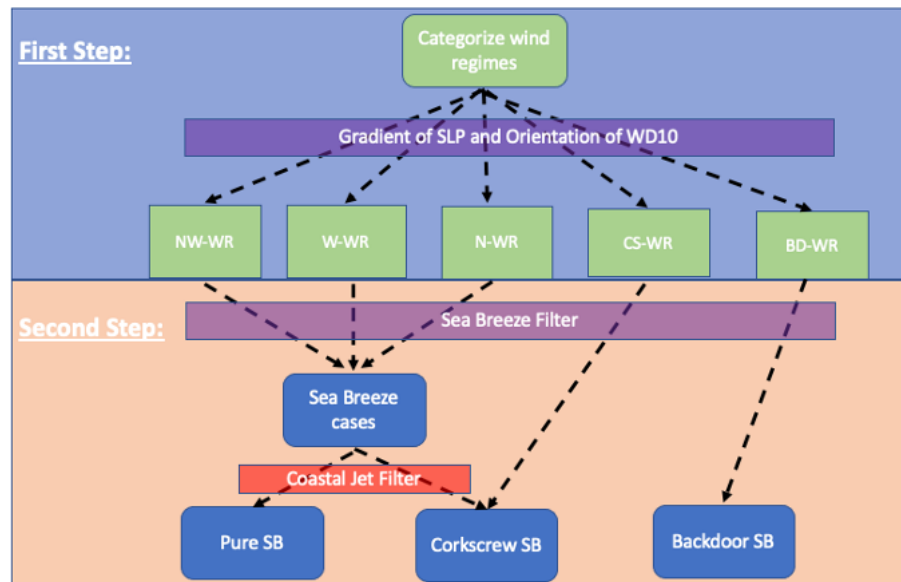 First Step:
Categorize wind
regimes
Gradient of SLP and Orientation of WD10
NW-WR
W-WR
N-WR
CS-WR
BD-WR
Second Step:
Sea Breeze Filter
Sea Breeze
cases
Coastal Jet Filter
Pure SB
Corkscrew SB
Backdoor SB